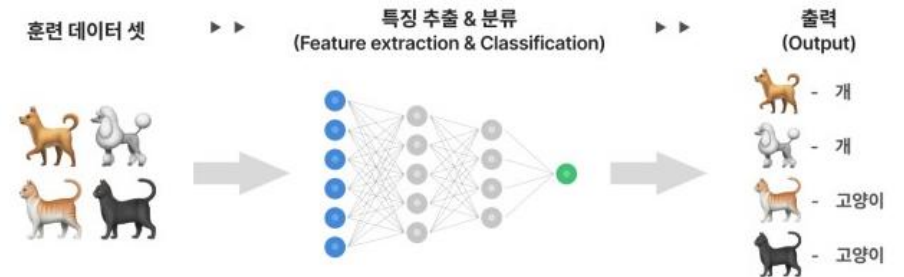 훈련 데이터 셋
특징 추출 & 분류
(Feature extraction & Classification)
출력
(Output)
- 개
- 개
- 고양이
- 고양이